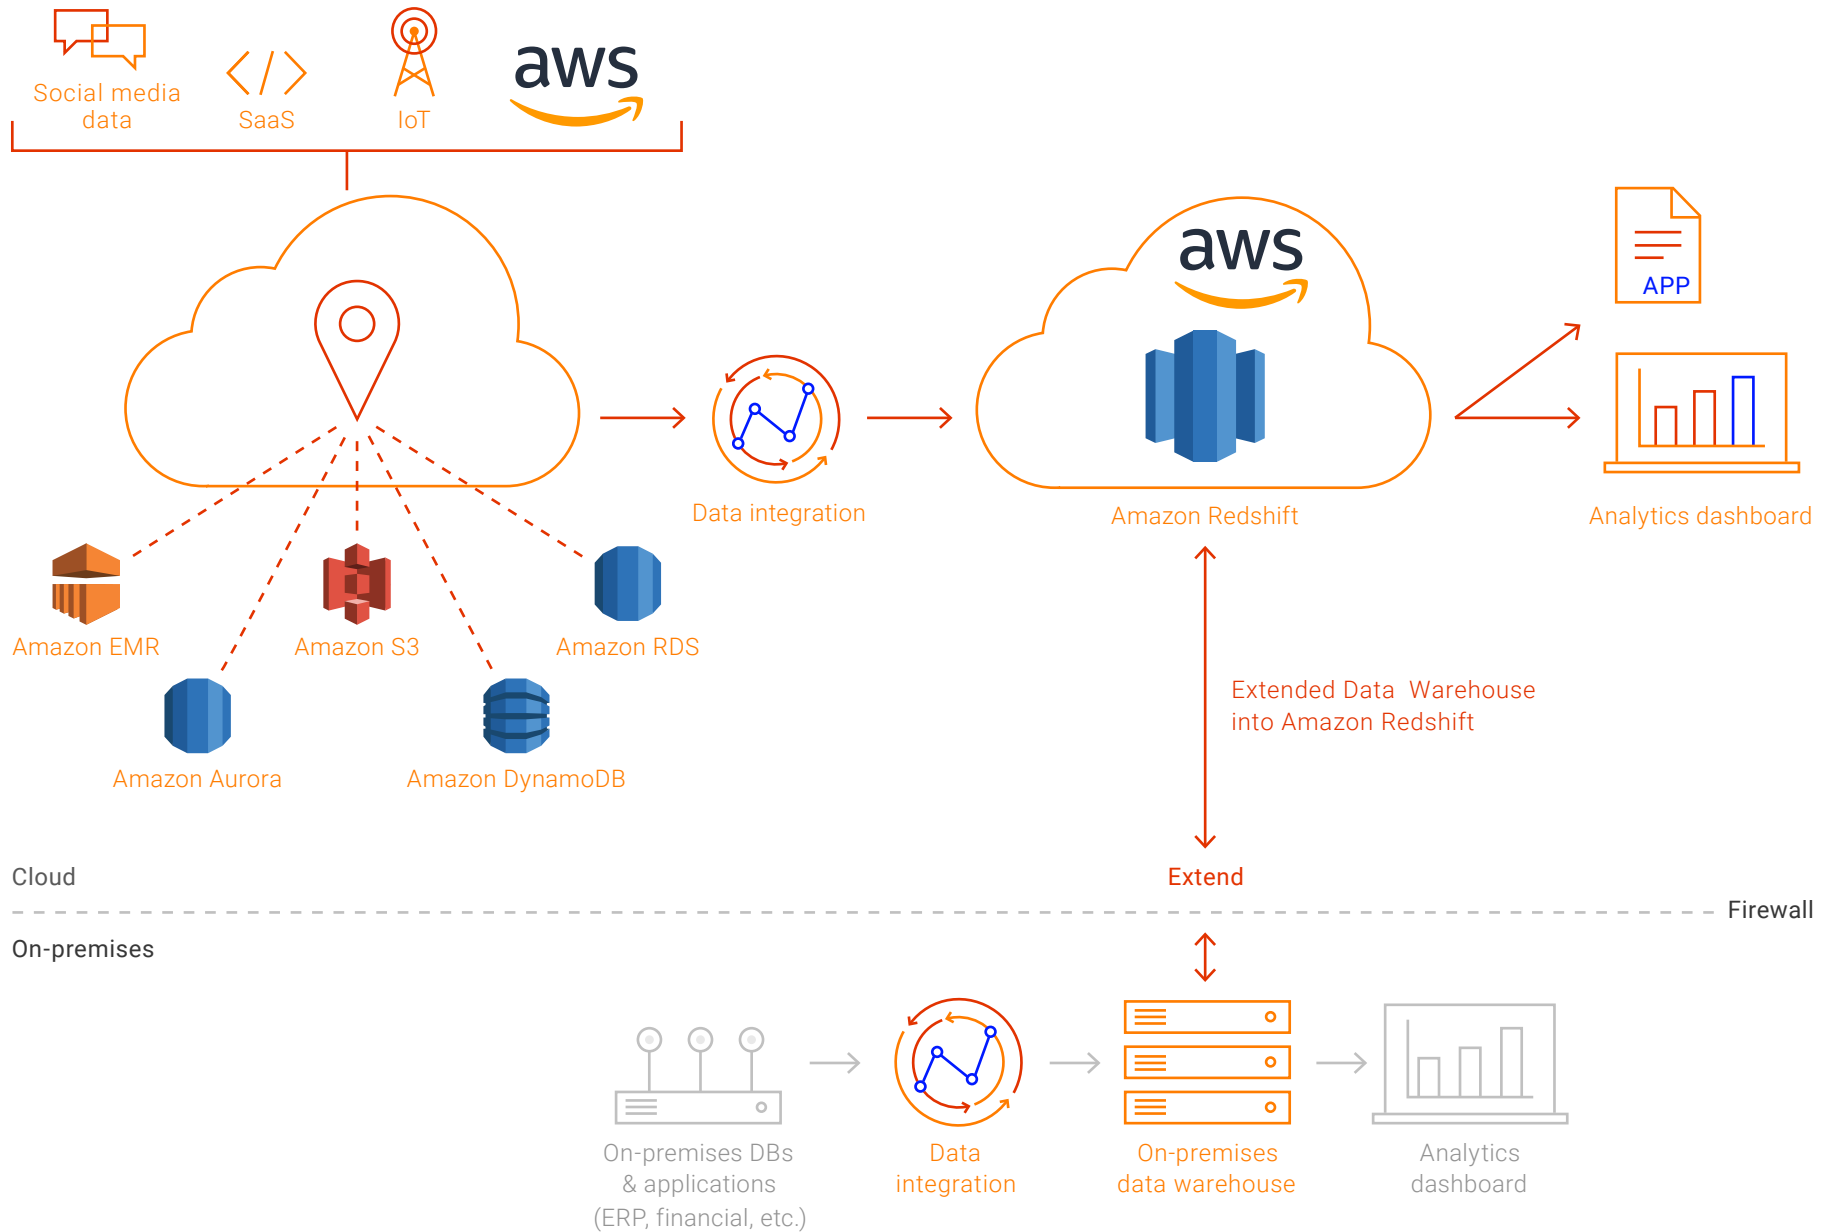 Social media
data
SaaS
IoT
aws
aws
APP
Data integration
Amazon Redshift
Analytics dashboard
Amazon EMR
Amazon S3
Amazon RDS
Amazon Aurora
Amazon DynamoDB
Extended Data Warehouse
into Amazon Redshift
Cloud
Extend
Firewall
On-premises
On-premises DBs
& applications
(ERP, financial, etc.)
Data
integration
On-premises
data warehouse
Analytics
dashboard